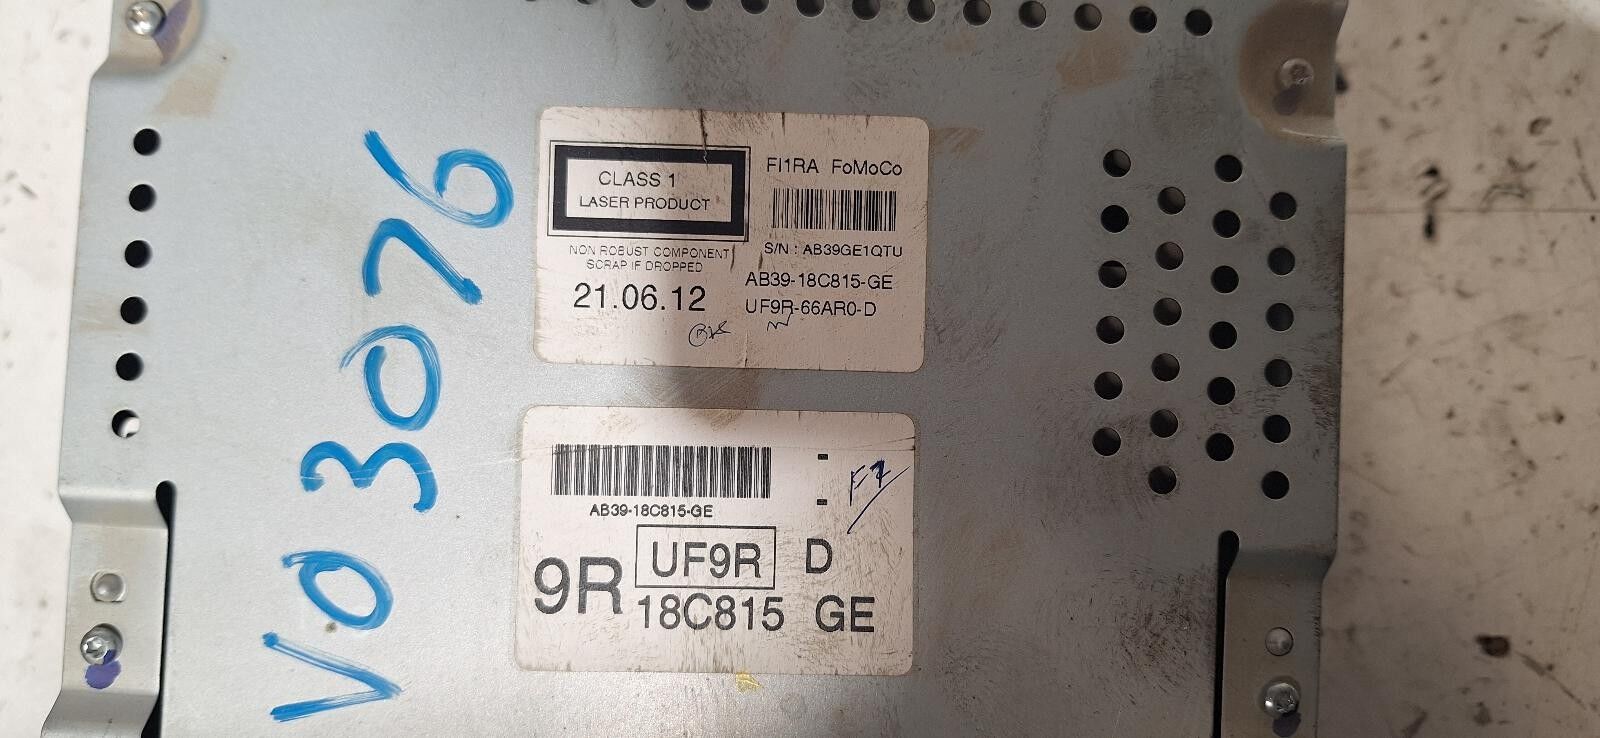 V03076
CLASS 1
LASER PRODUCT
NON ROBUST COMPONENT
SCRAP IF DROPPED
21.06.12
FI1RA FoMoCo
S/N : AB39GE1QTU
AB39-18C815-GE
UF9R-66AR0-D
AB39-18C815-GE
9R UF9R D
18C815 GE